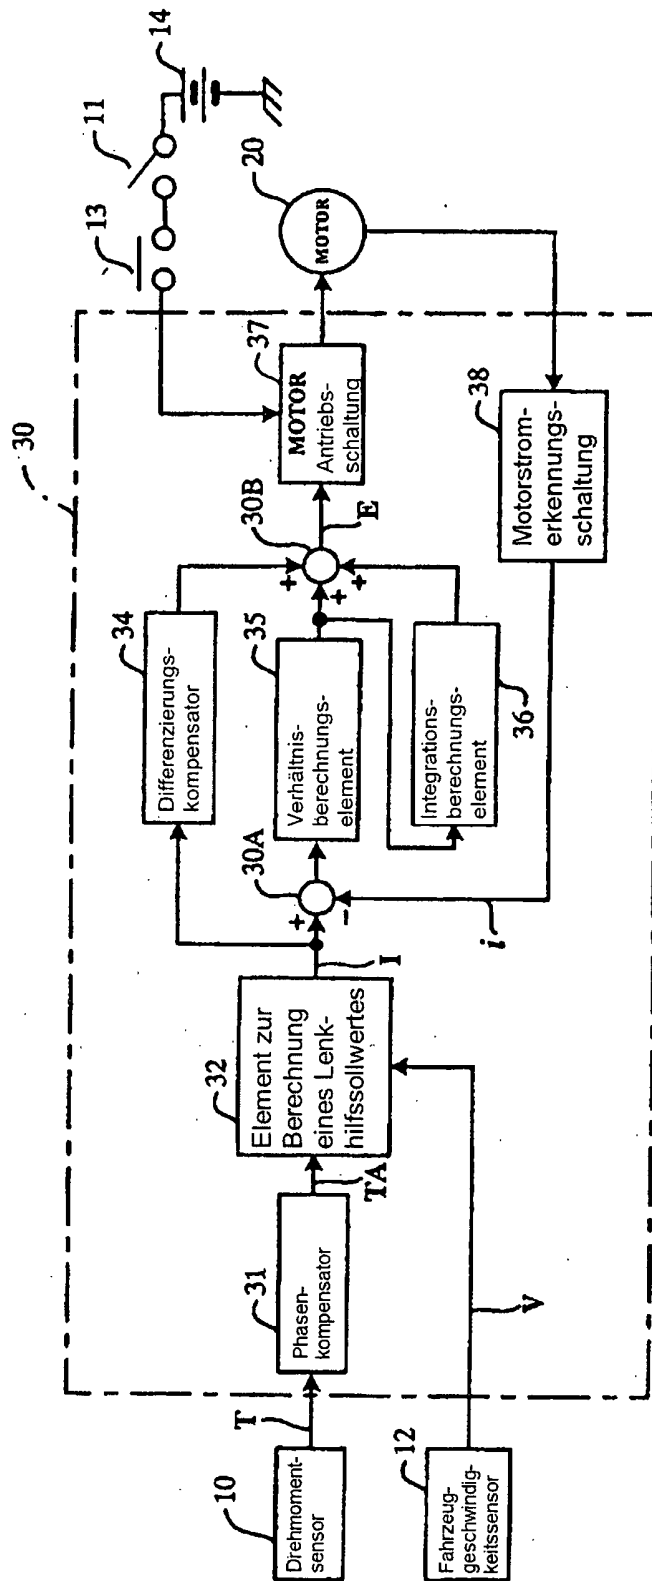 30
10
Drehmoment-
sensor
T
31
Phasen-
kompensator
TA
32
Element zur
Berechnung
eines Lenk-
hilfssollwertes
12
Fahrzeug-
geschwindig-
keitssensor
V
I
30A
+
-
34
Differenzierungs-
kompensator
35
Verhältnis-
berechnungs-
element
Integrations-
berechnungs-
element
36
30B
+
+
+
E
37
MOTOR
Antriebs-
schaltung
13
11
14
20
MOTOR
38
Motorstrom-
erkennungs-
schaltung
i